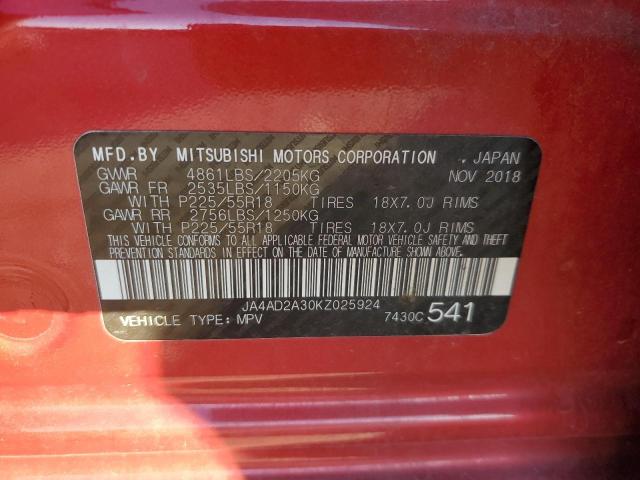 MFD.BY MITSUBISHI MOTORS CORPORATION . JAPAN
GVWR 4861LBS/2205KG NOV 2018
GAWR FR 2535LBS/1150KG
WITH P225/55R18 TIRES 18X7.0J RIMS
GAWR RR 2756LBS/1250KG
WITH P225/55R18 TIRES 18X7.0J RIMS
THIS VEHICLE CONFORMS TO ALL APPLICABLE FEDERAL MOTOR VEHICLE SAFETY AND THEFT
PREVENTION STANDARDS IN EFFECT ON THE DATE OF MANUFACTURE SHOWN ABOVE.
JA4AD2A30KZ025924
VEHICLE TYPE: MPV 7430C 541